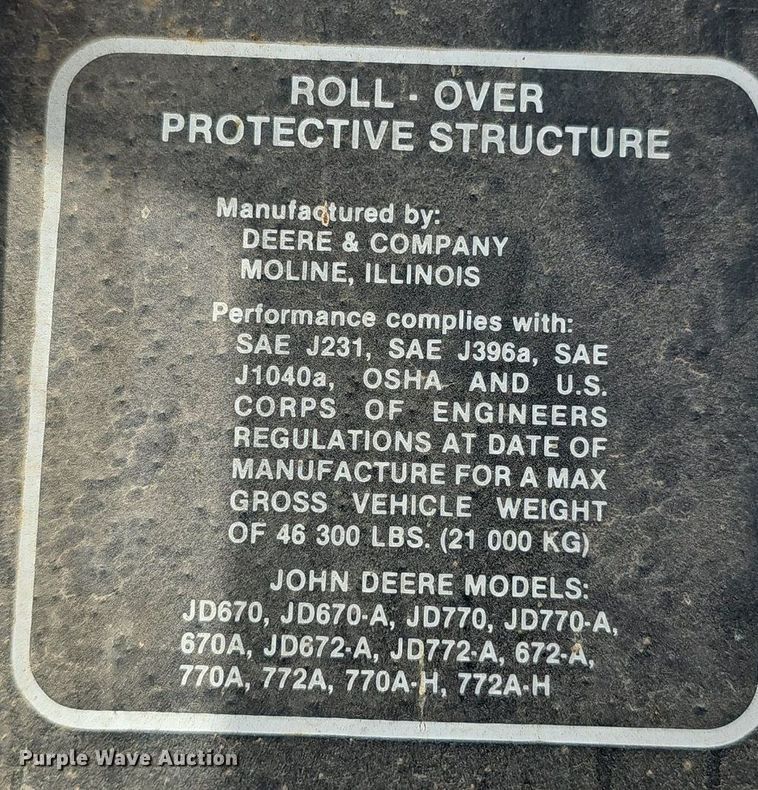 ROLL - OVER
PROTECTIVE STRUCTURE
Manufactured by:
DEERE & COMPANY
MOLINE, ILLINOIS
Performance complies with:
SAE J231, SAE J396a, SAE
J1040a, OSHA AND U.S.
CORPS OF ENGINEERS
REGULATIONS AT DATE OF
MANUFACTURE FOR A MAX
GROSS VEHICLE WEIGHT
OF 46 300 LBS. (21 000 KG)
JOHN DEERE MODELS:
JD670, JD670-A, JD770, JD770-A,
670A, JD672-A, JD772-A, 672-A,
770A, 772A, 770A-H, 772A-H
Purple Wave Auction